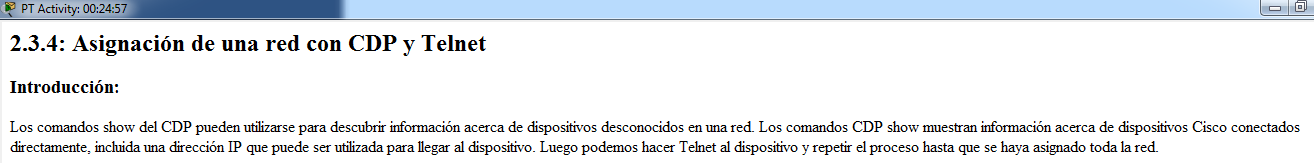 PT Activity: 00:24:57
2.3.4: Asignación de una red con CDP y Telnet
Introducción:
Los comandos show del CDP pueden utilizarse para descubrir información acerca de dispositivos desconocidos en una red. Los comandos CDP show muestran información acerca de dispositivos Cisco conectados
directamente, incluida una dirección IP que puede ser utilizada para llegar al dispositivo. Luego podemos hacer Telnet al dispositivo y repetir el proceso hasta que se haya asignado toda la red.